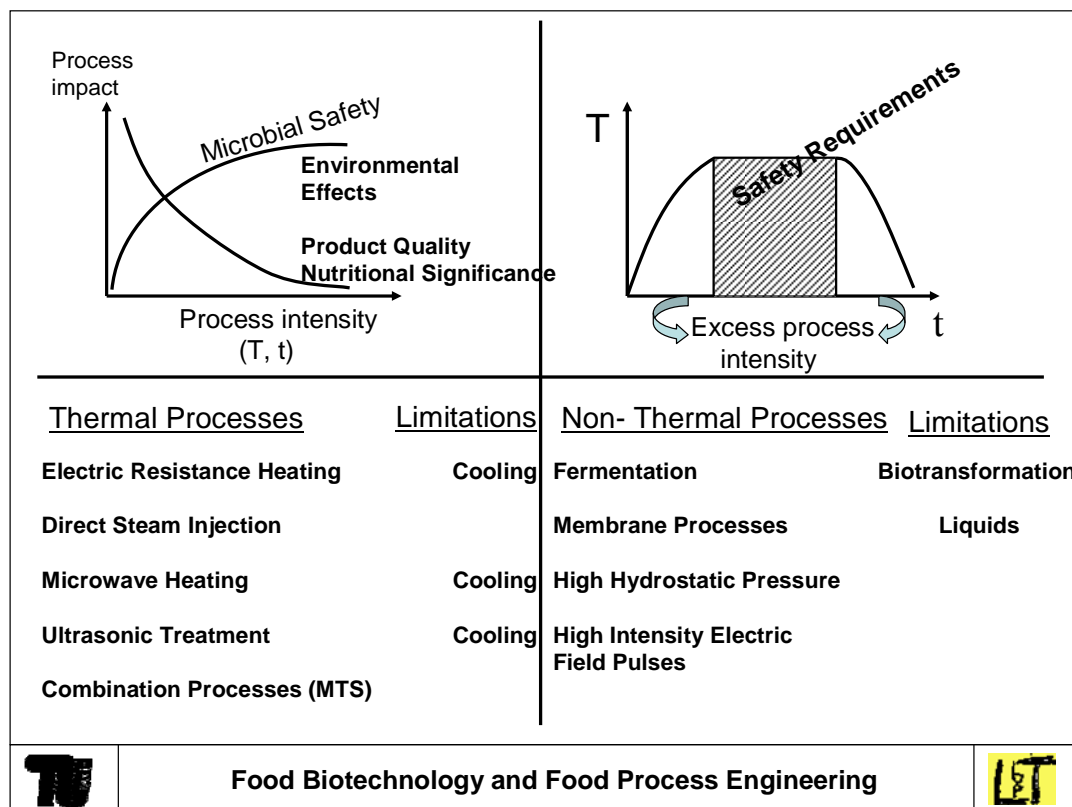 Process
impact
Microbial Safety
Environmental
Effects
Product Quality
Nutritional Significance
Process intensity
(T, t)
T
Safety Requirements
t
Excess process
intensity
Thermal Processes Limitations
Electric Resistance Heating Cooling
Direct Steam Injection
Microwave Heating Cooling
Ultrasonic Treatment Cooling
Combination Processes (MTS)
Non- Thermal Processes Limitations
Fermentation Biotransformation
Membrane Processes Liquids
High Hydrostatic Pressure
High Intensity Electric
Field Pulses
TU
Food Biotechnology and Food Process Engineering